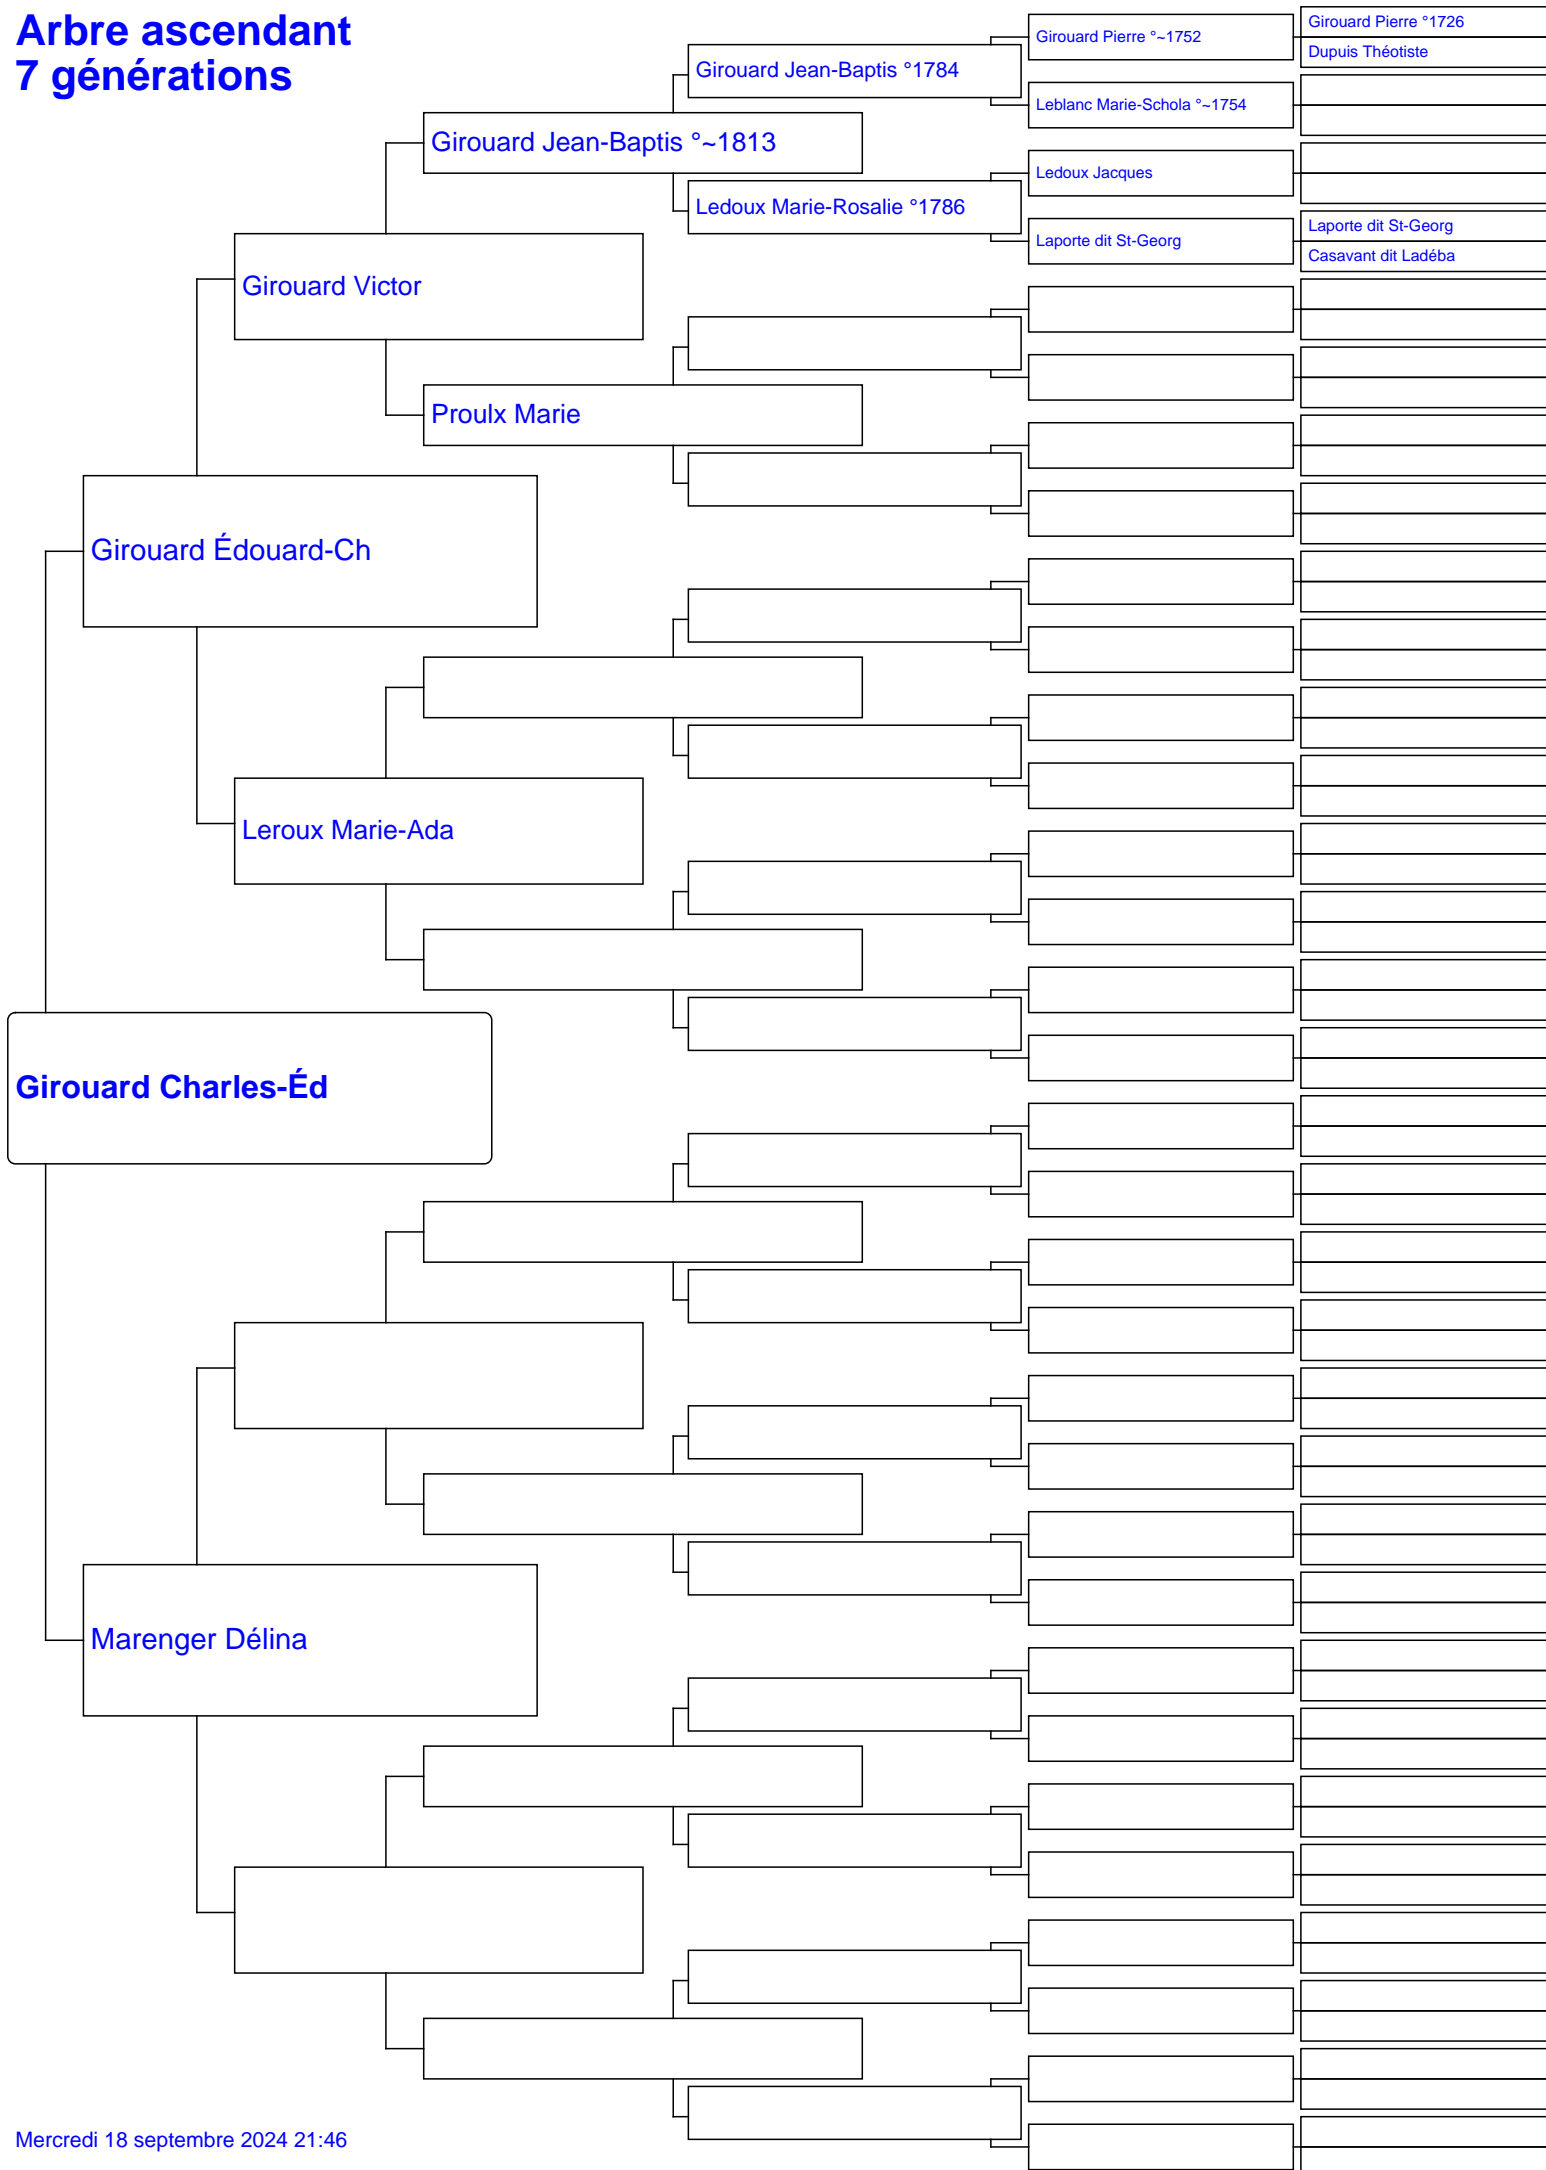 Arbre ascendant
7 générations
Girouard Pierre °1726
Dupuis Théotiste
Girouard Pierre °~1752
Girouard Jean-Baptis °1784
Leblanc Marie-Schola °~1754
Girouard Jean-Baptis °~1813
Ledoux Jacques
Ledoux Marie-Rosalie °1786
Laporte dit St-Georg
Laporte dit St-Georg
Casavant dit Ladéba
Girouard Victor
Proulx Marie
Girouard Édouard-Ch
Leroux Marie-Ada
Girouard Charles-Éd
Marenger Délina
Mercredi 18 septembre 2024 21:46